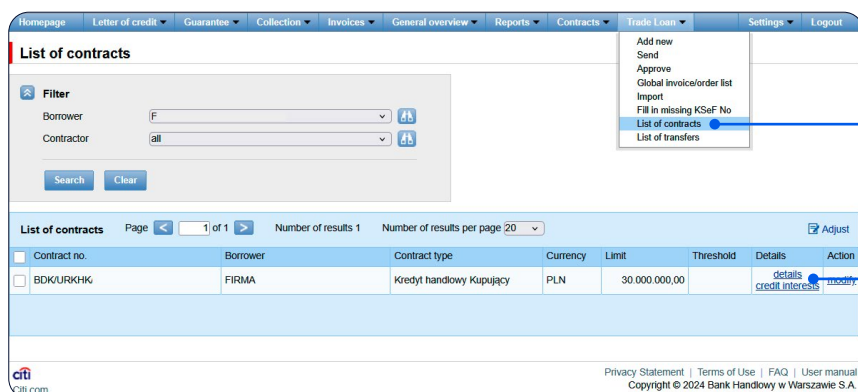 Homepage Letter of credit Guarantee Collection Invoices General overview Reports Contracts Trade Loan Settings Logout
Add new
Send
Approve
Global invoice/order list
Import
Fill in missing KSeF No
List of contracts
List of transfers
List of contracts
Filter
Borrower F
Contractor all
Search Clear
List of contracts Page < 1 of 1 > Number of results 1 Number of results per page 20 Adjust
Contract no. Borrower Contract type Currency Limit Threshold Details Action
BDK/URKHK/ FIRMA Kredyt handlowy Kupujący PLN 30.000.000,00 details modify
credit interests
citi Privacy Statement | Terms of Use | FAQ | User manual
Citi.com Copyright © 2024 Bank Handlowy w Warszawie S.A.